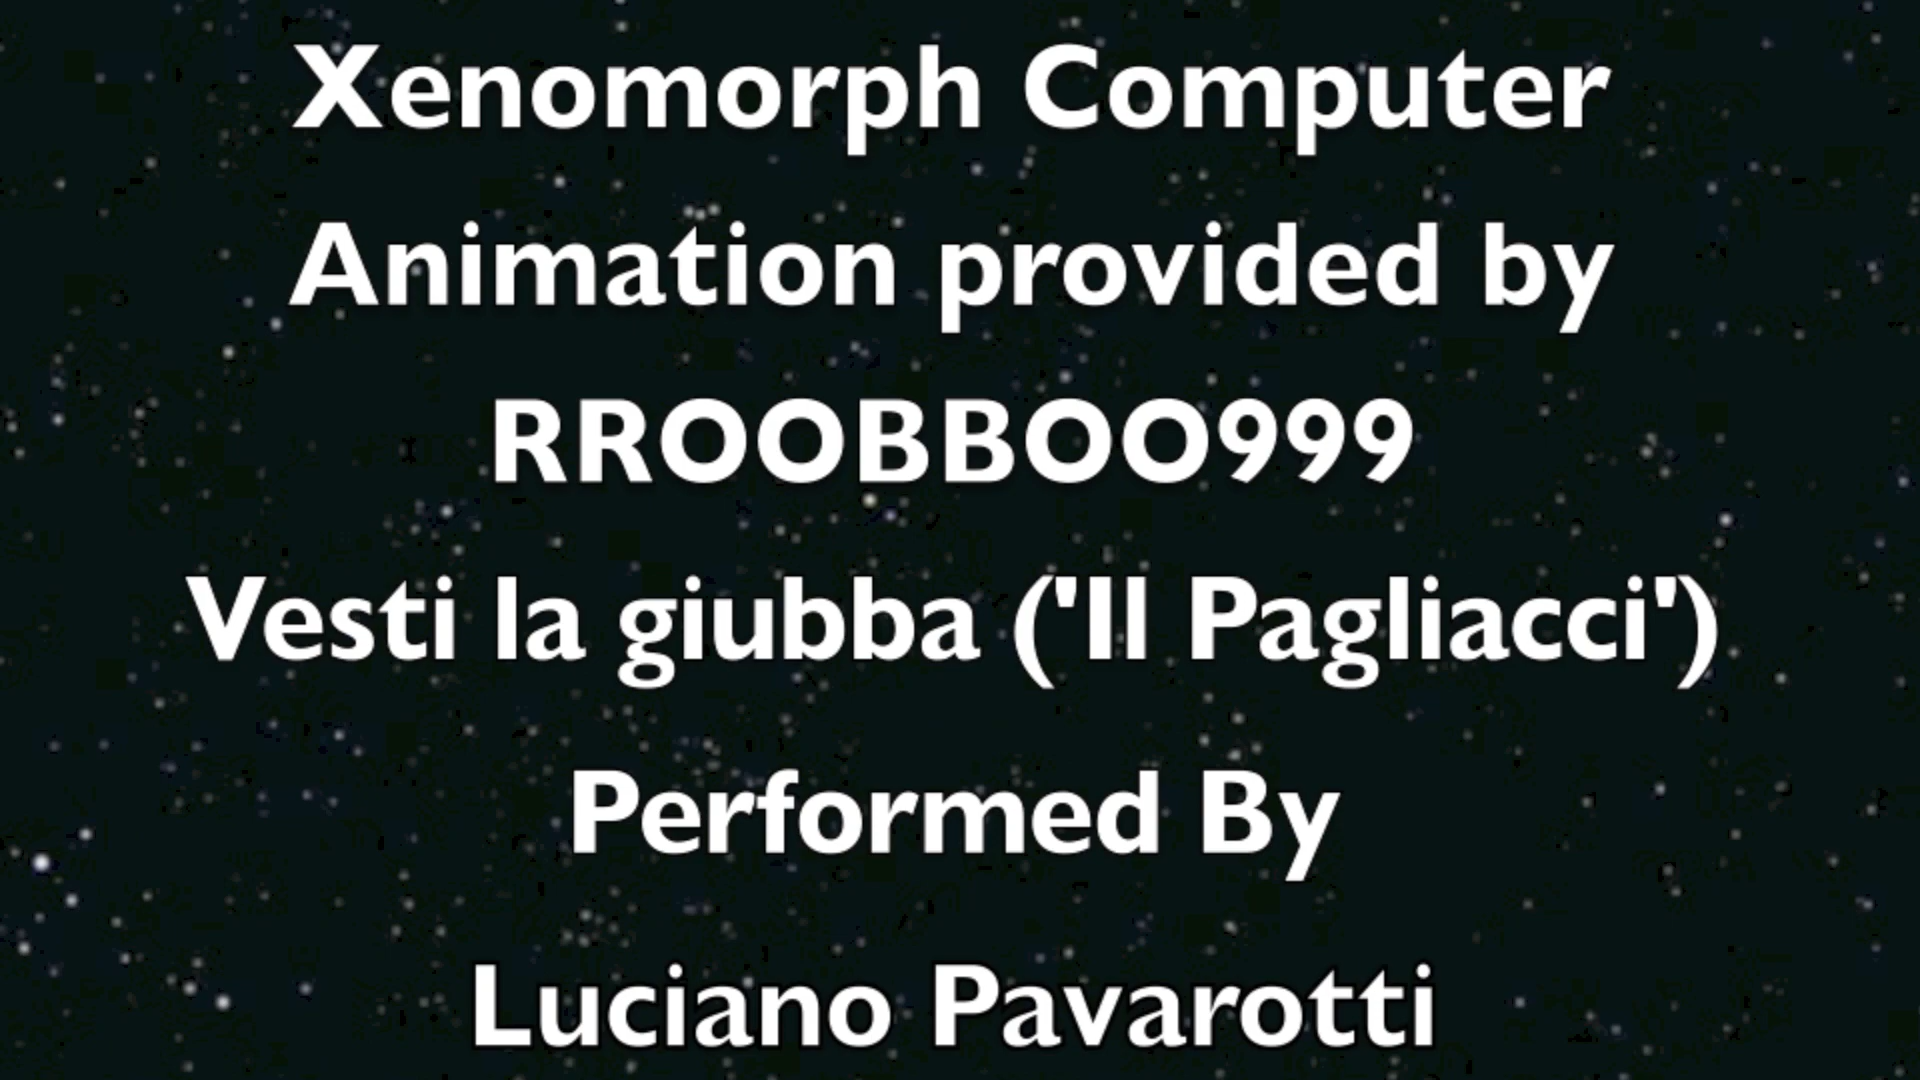 Xenomorph Computer
Animation provided by
RROOBBOO999
Vesti la giubba ('Il Pagliacci')
Performed By
Luciano Pavarotti